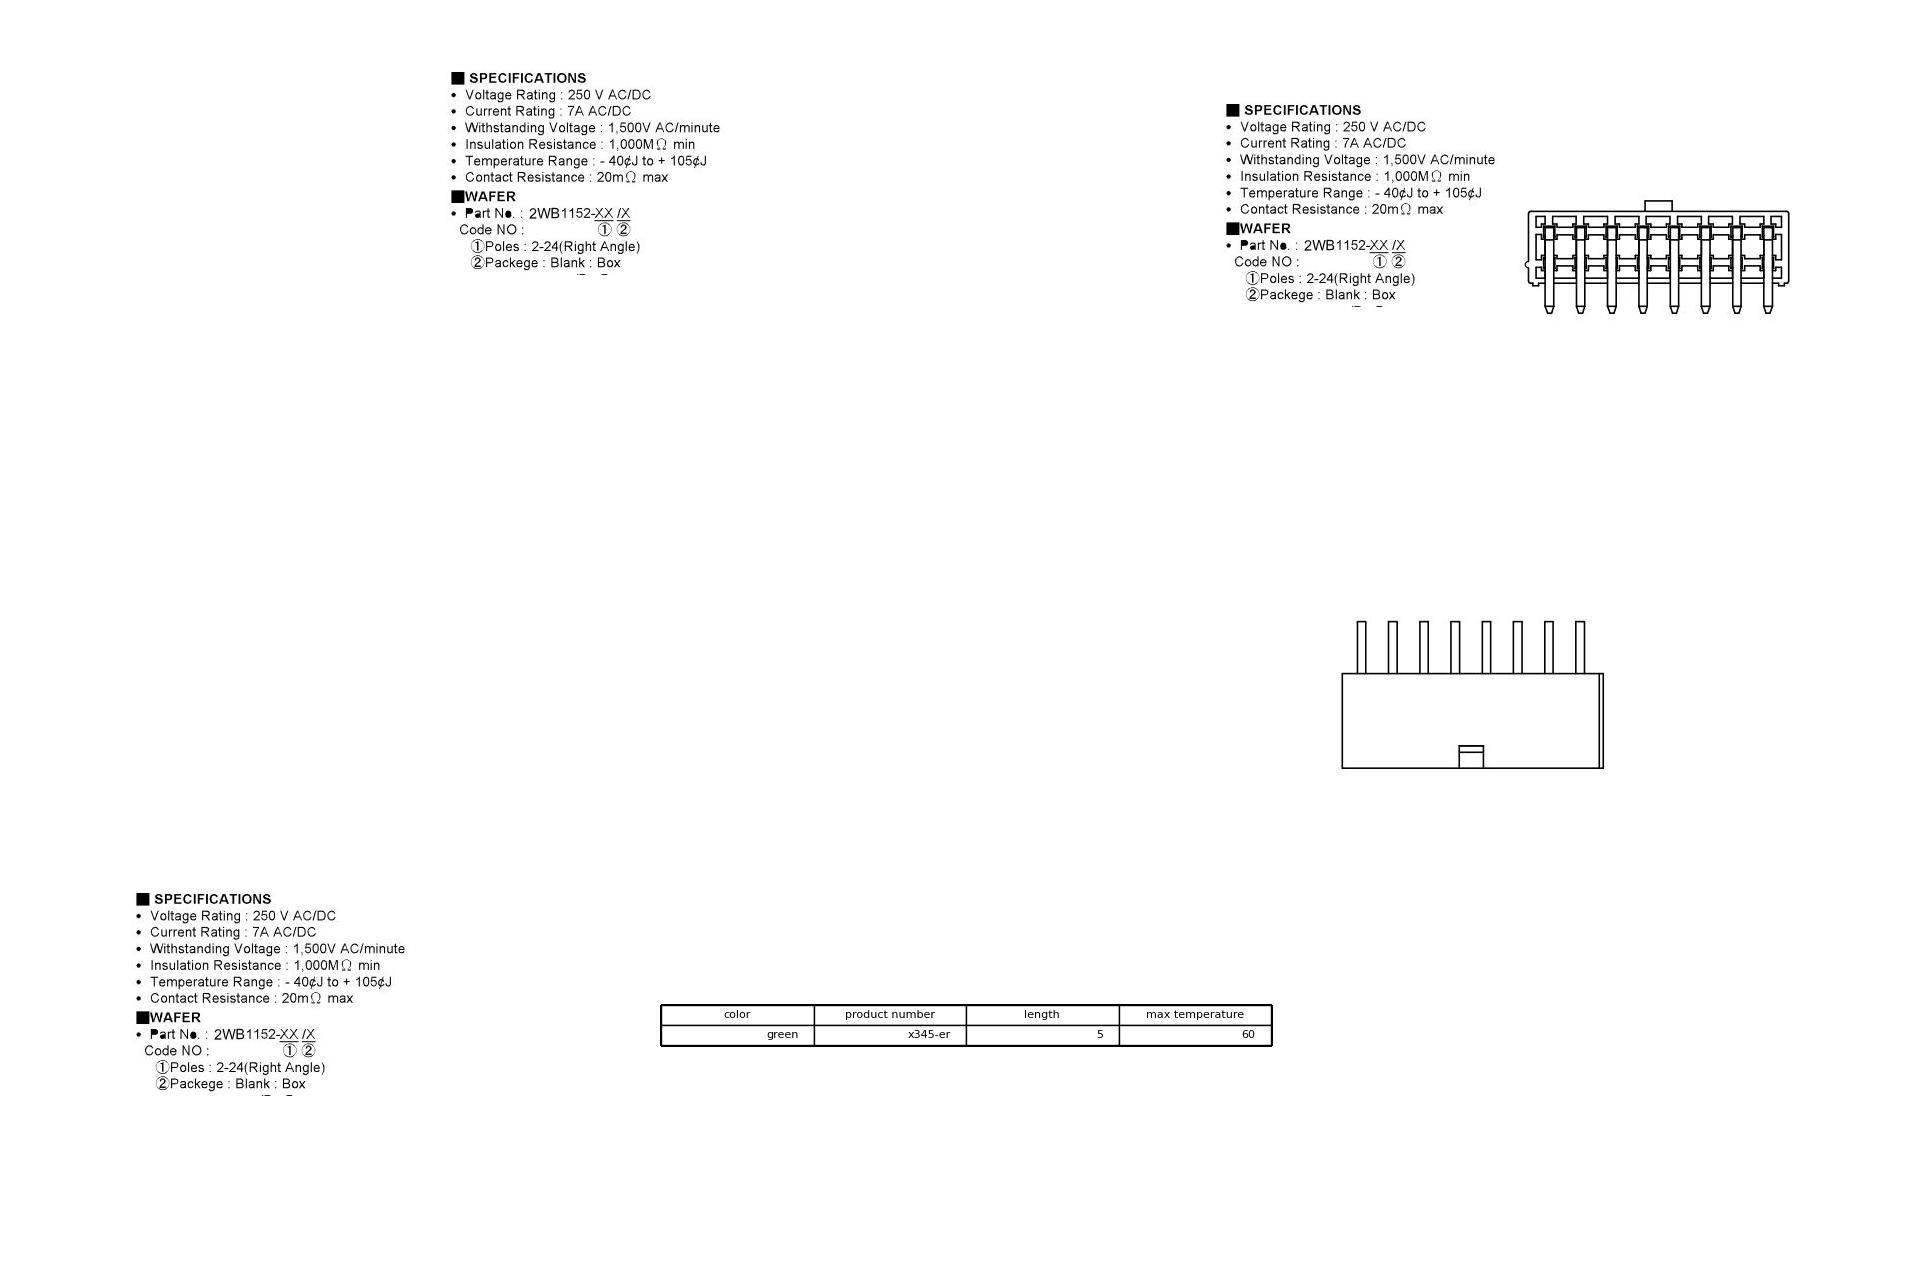 ■ SPECIFICATIONS
• Voltage Rating : 250 V AC/DC
• Current Rating : 7A AC/DC
• Withstanding Voltage : 1,500V AC/minute
• Insulation Resistance : 1,000MΩ min
• Temperature Range : - 40¢J to + 105¢J
• Contact Resistance : 20mΩ max
■WAFER
• Part No. : 2WB1152-XX /X
Code NO : ① ②
①Poles : 2-24(Right Angle)
②Packege : Blank : Box
■ SPECIFICATIONS
• Voltage Rating : 250 V AC/DC
• Current Rating : 7A AC/DC
• Withstanding Voltage : 1,500V AC/minute
• Insulation Resistance : 1,000MΩ min
• Temperature Range : - 40¢J to + 105¢J
• Contact Resistance : 20mΩ max
■WAFER
• Part No. : 2WB1152-XX /X
Code NO : ① ②
①Poles : 2-24(Right Angle)
②Packege : Blank : Box
■ SPECIFICATIONS
• Voltage Rating : 250 V AC/DC
• Current Rating : 7A AC/DC
• Withstanding Voltage : 1,500V AC/minute
• Insulation Resistance : 1,000MΩ min
• Temperature Range : - 40¢J to + 105¢J
• Contact Resistance : 20mΩ max
■WAFER
• Part No. : 2WB1152-XX /X
Code NO : ① ②
①Poles : 2-24(Right Angle)
②Packege : Blank : Box
color product number length max temperature
green x345-er 5 60